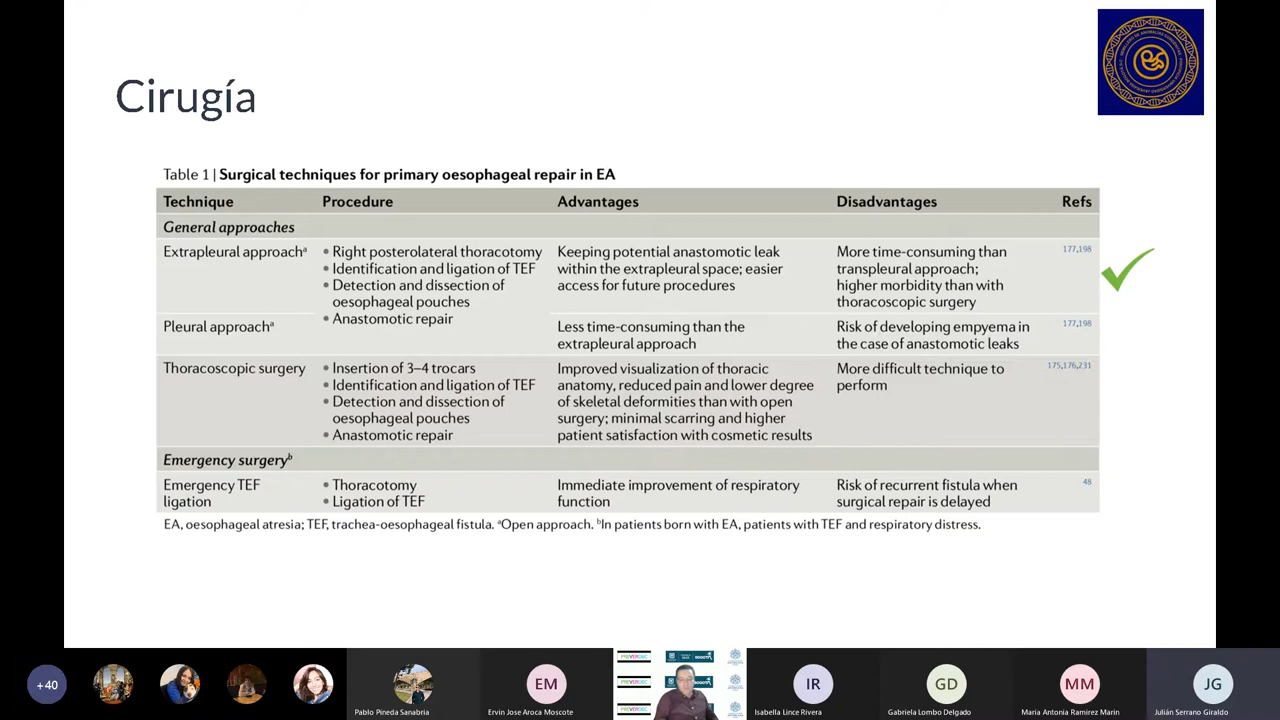 Cirugía
Table 1 | Surgical techniques for primary oesophageal repair in EA
Technique Procedure Advantages Disadvantages Refs
General approaches
Extrapleural approachᵃ
• Right posterolateral thoracotomy
• Identification and ligation of TEF
• Detection and dissection of
oesophageal pouches
• Anastomotic repair
Keeping potential anastomotic leak
within the extrapleural space; easier
access for future procedures
More time-consuming than
transpleural approach;
higher morbidity than with
thoracoscopic surgery
177,198
Pleural approachᵃ
Less time-consuming than the
extrapleural approach
Risk of developing empyema in
the case of anastomotic leaks
177,198
Thoracoscopic surgery
• Insertion of 3–4 trocars
• Identification and ligation of TEF
• Detection and dissection of
oesophageal pouches
• Anastomotic repair
Improved visualization of thoracic
anatomy, reduced pain and lower degree
of skeletal deformities than with open
surgery; minimal scarring and higher
patient satisfaction with cosmetic results
More difficult technique to
perform
175,176,231
Emergency surgeryᵇ
Emergency TEF
ligation
• Thoracotomy
• Ligation of TEF
Immediate improvement of respiratory
function
Risk of recurrent fistula when
surgical repair is delayed
48
EA, oesophageal atresia; TEF, trachea-oesophageal fistula. ᵃOpen approach. ᵇIn patients born with EA, patients with TEF and respiratory distress.
+40
Pablo Pineda Sanabria
EM
Ervin Jose Aroca Moscote
PREVERDEC
BOGOTÁ
IR
Isabella Lince Rivera
GD
Gabriela Lombo Delgado
MM
Maria Antonia Ramirez Marin
JG
Julián Serrano Giraldo